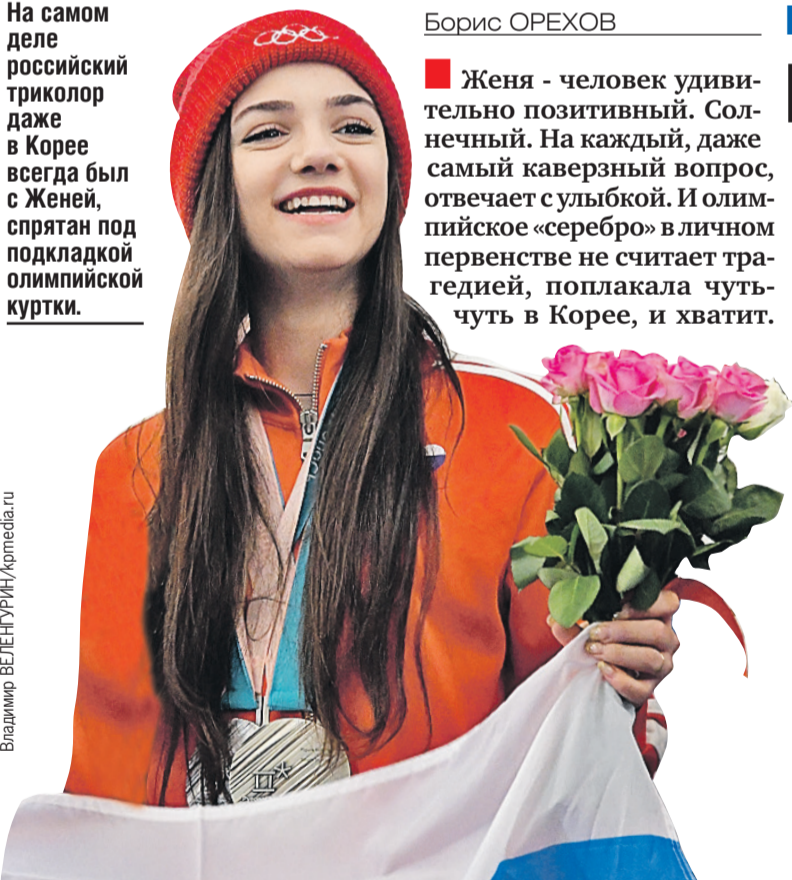 На самом
деле
российский
триколор
даже
в Корее
всегда был
с Женей,
спрятан под
подкладкой
олимпийской
куртки.
Борис ОРЕХОВ
Женя - человек удиви-
тельно позитивный. Сол-
нечный. На каждый, даже
самый каверзный вопрос,
отвечает с улыбкой. И олим-
пийское «серебро» в личном
первенстве не считает тра-
гедией, поплакала чуть-
чуть в Корее, и хватит.
Владимир ВЕЛЕНГУРИН/kpmedia.ru